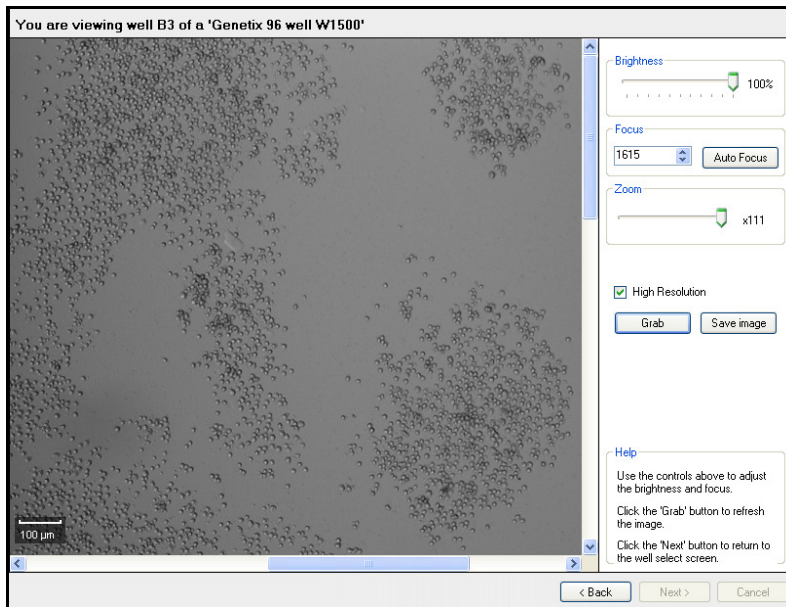 You are viewing well B3 of a 'Genetix 96 well W1500'
Brightness
100%
Focus
1615
Auto Focus
Zoom
x111
High Resolution
Grab
Save image
Help
Use the controls above to adjust
the brightness and focus.
Click the 'Grab' button to refresh
the image.
Click the 'Next' button to return to
the well select screen.
100 µm
< Back
Next >
Cancel